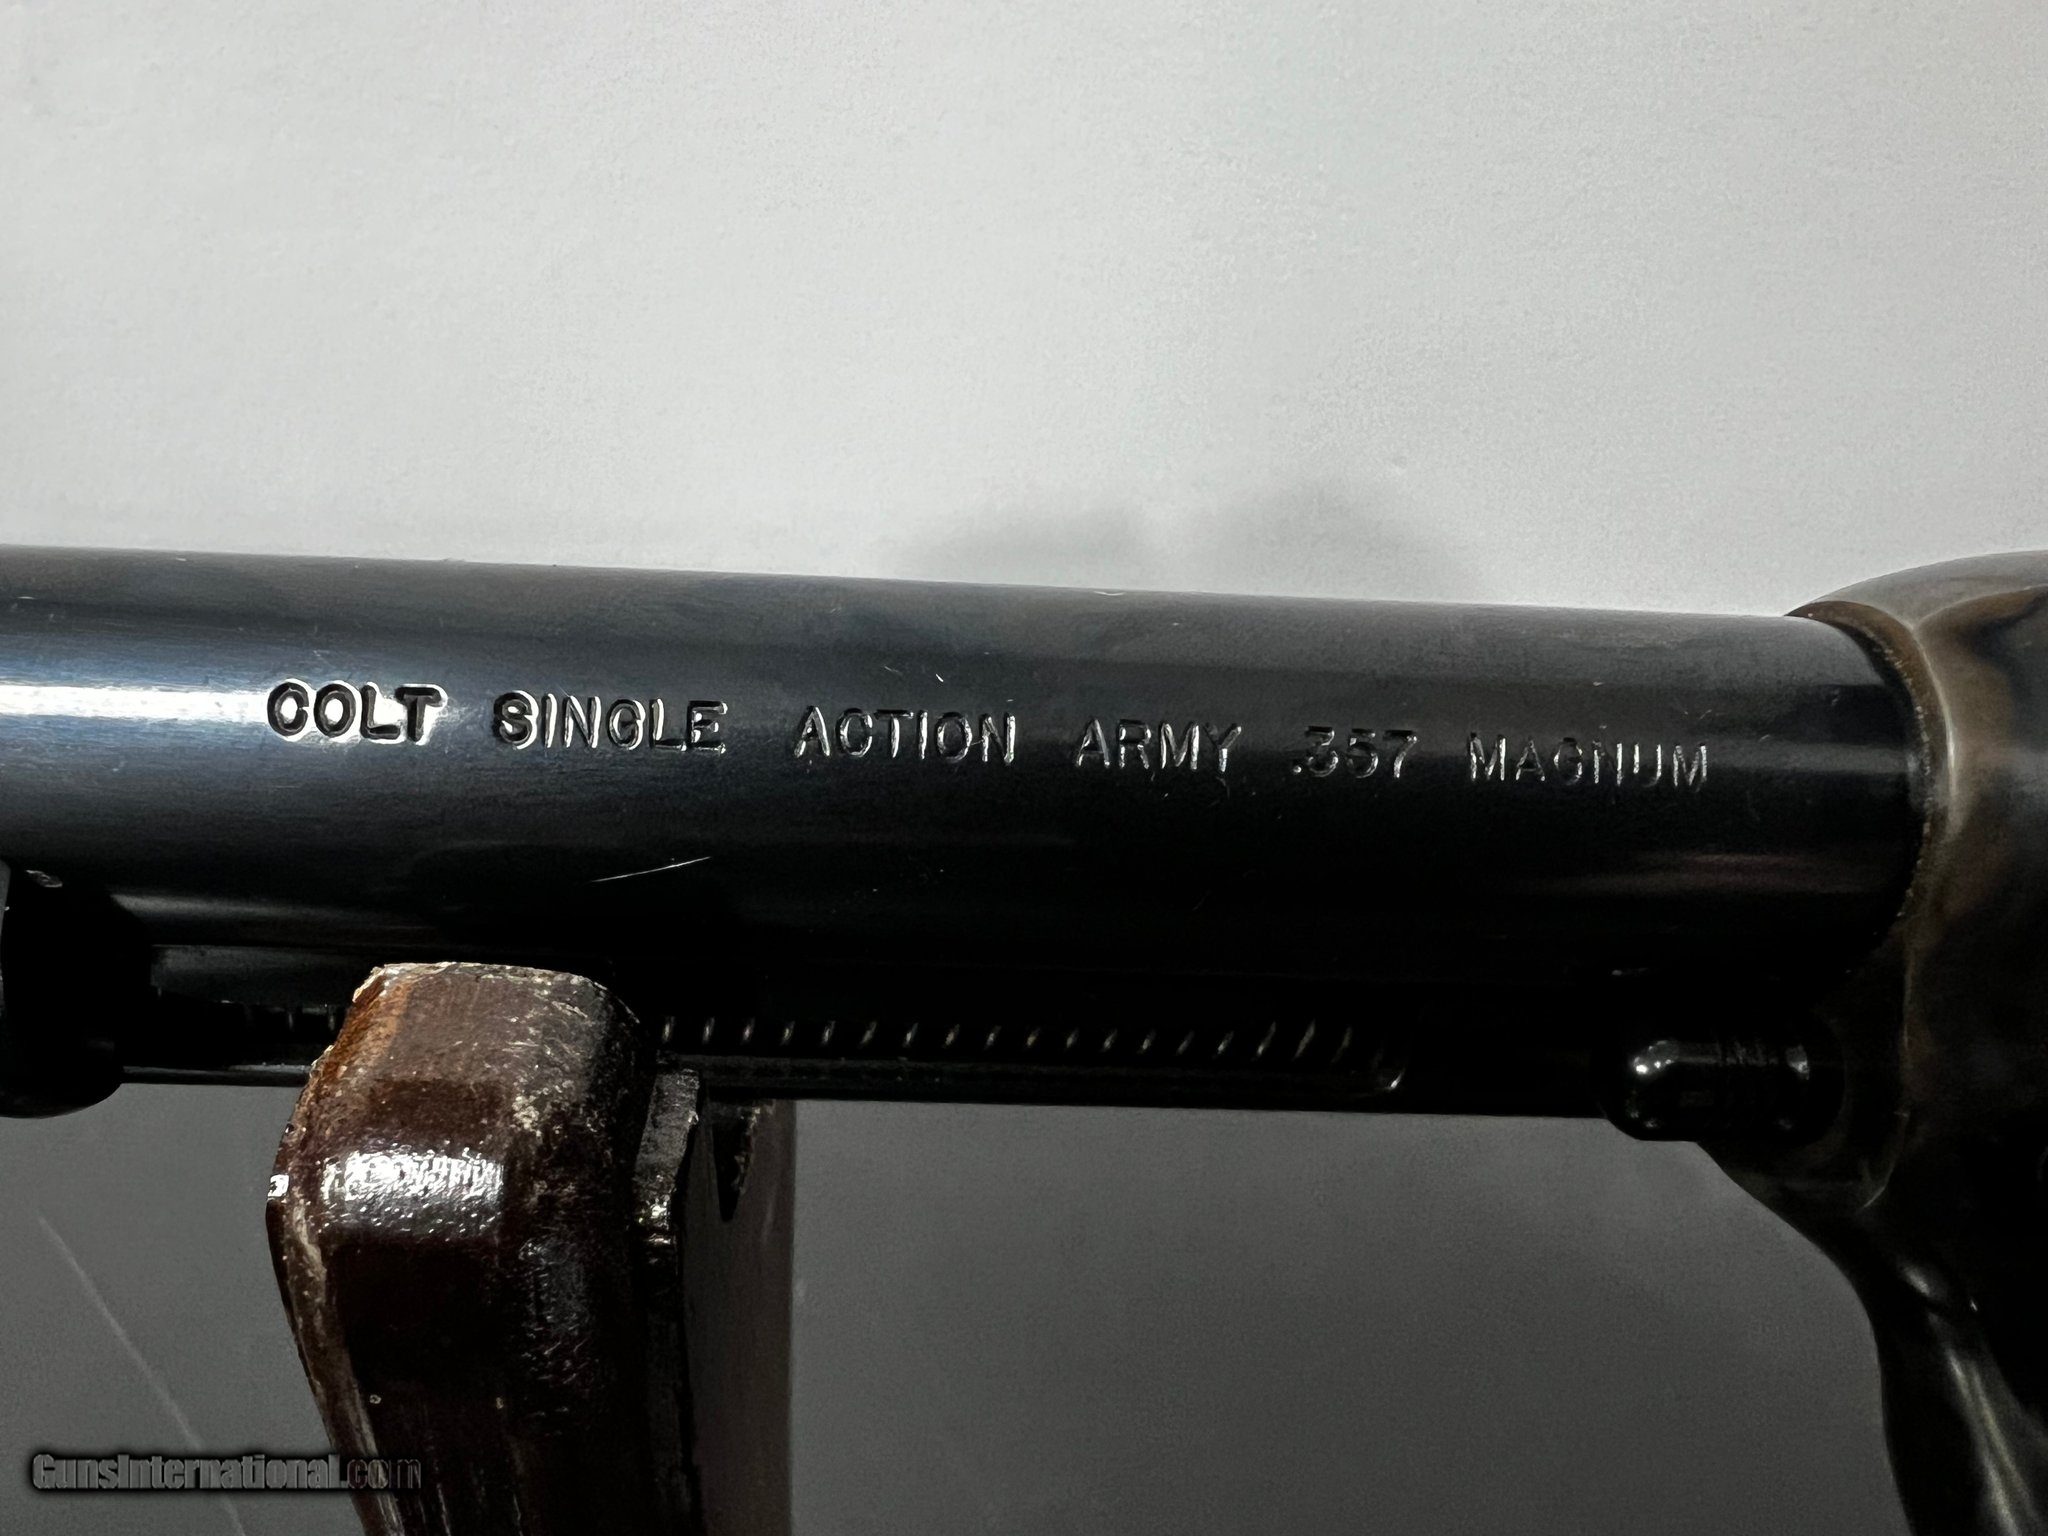 COLT SINGLE ACTION ARMY .357 MAGNUM
GunsInternational.com